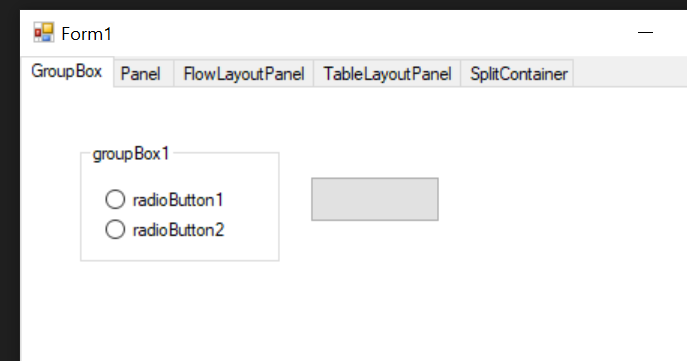 Form1
GroupBox Panel FlowLayoutPanel TableLayoutPanel SplitContainer
groupBox1
radioButton1
radioButton2